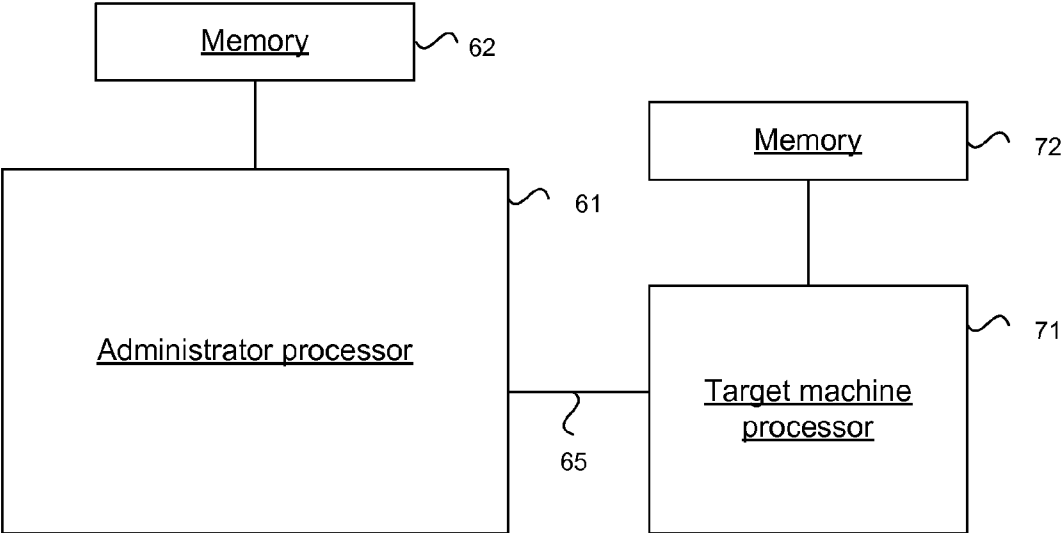 Memory
62
Memory
72
61
Administrator processor
71
Target machine
processor
65